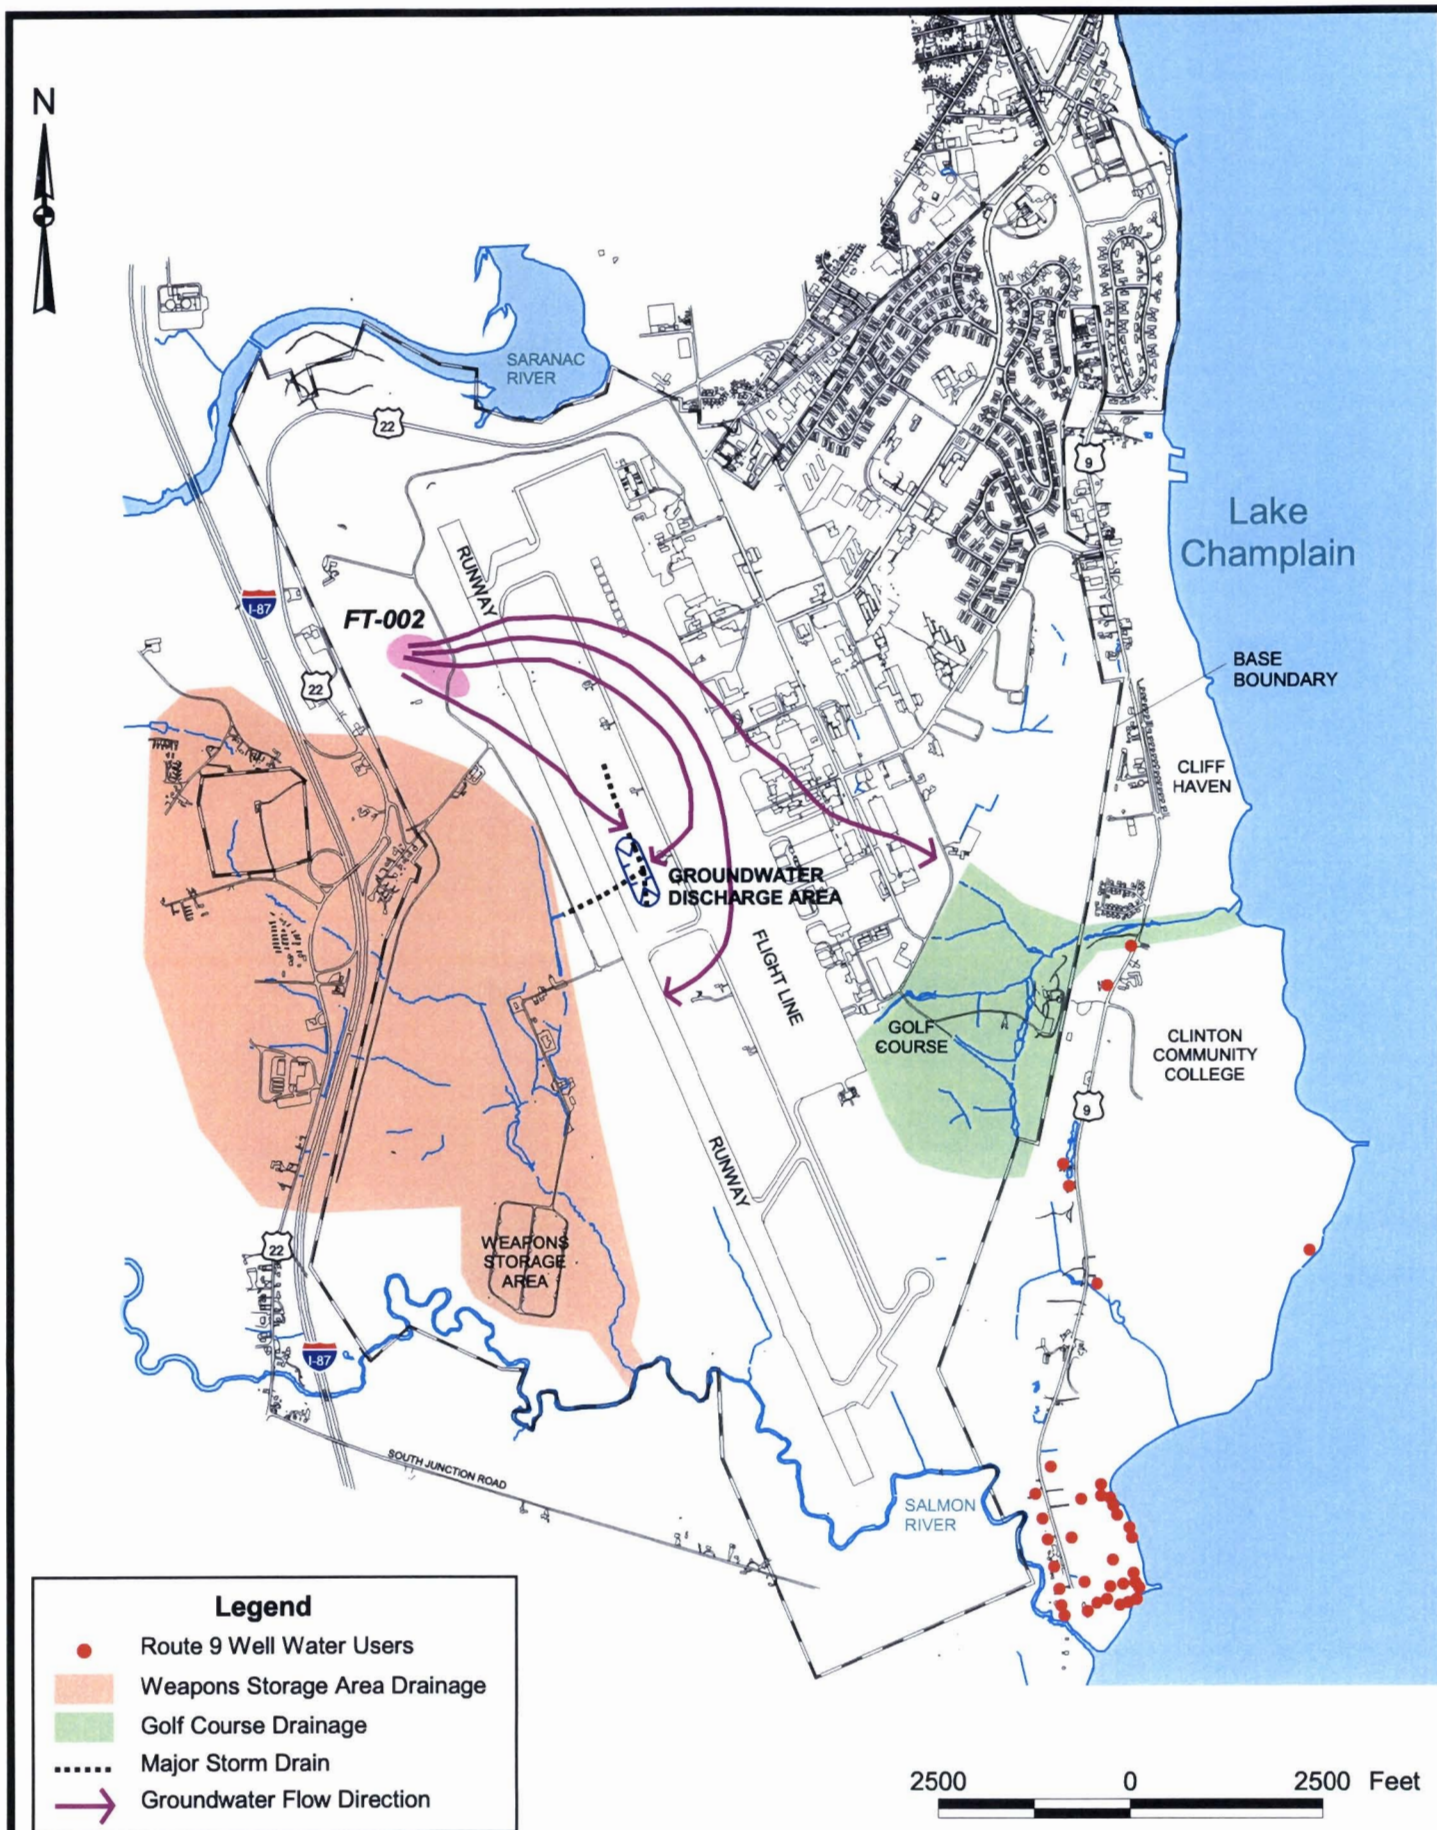 N
SARANAC
RIVER
22
9
Lake
Champlain
RUNWAY
I-87
FT-002
22
BASE
BOUNDARY
CLIFF
HAVEN
GROUNDWATER
DISCHARGE AREA
FLIGHT LINE
GOLF
COURSE
CLINTON
COMMUNITY
COLLEGE
9
RUNWAY
WEAPONS
STORAGE
AREA
22
I-87
SOUTH JUNCTION ROAD
SALMON
RIVER
Legend
Route 9 Well Water Users
Weapons Storage Area Drainage
Golf Course Drainage
Major Storm Drain
Groundwater Flow Direction
2500 0 2500 Feet